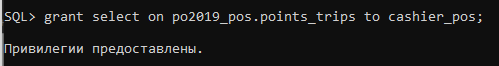 SQL> grant select on po2019_pos.points_trips to cashier_pos;
Привилегии предоставлены.